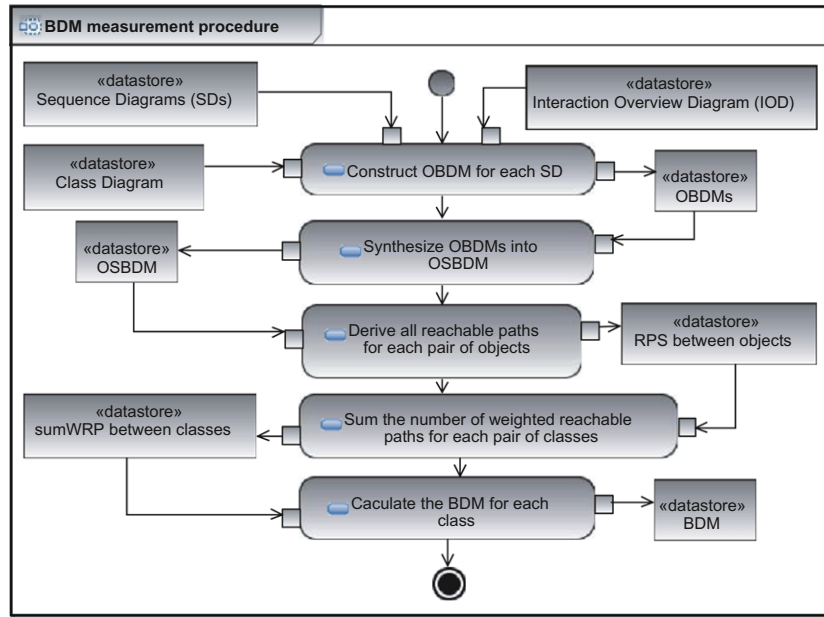 BDM measurement procedure
«datastore»
Sequence Diagrams (SDs)
«datastore»
Interaction Overview Diagram (IOD)
«datastore»
Class Diagram
Construct OBDM for each SD
«datastore»
OBDMs
«datastore»
OSBDM
Synthesize OBDMs into
OSBDM
Derive all reachable paths
for each pair of objects
«datastore»
RPS between objects
«datastore»
sumWRP between classes
Sum the number of weighted reachable
paths for each pair of classes
Caculate the BDM for each
class
«datastore»
BDM